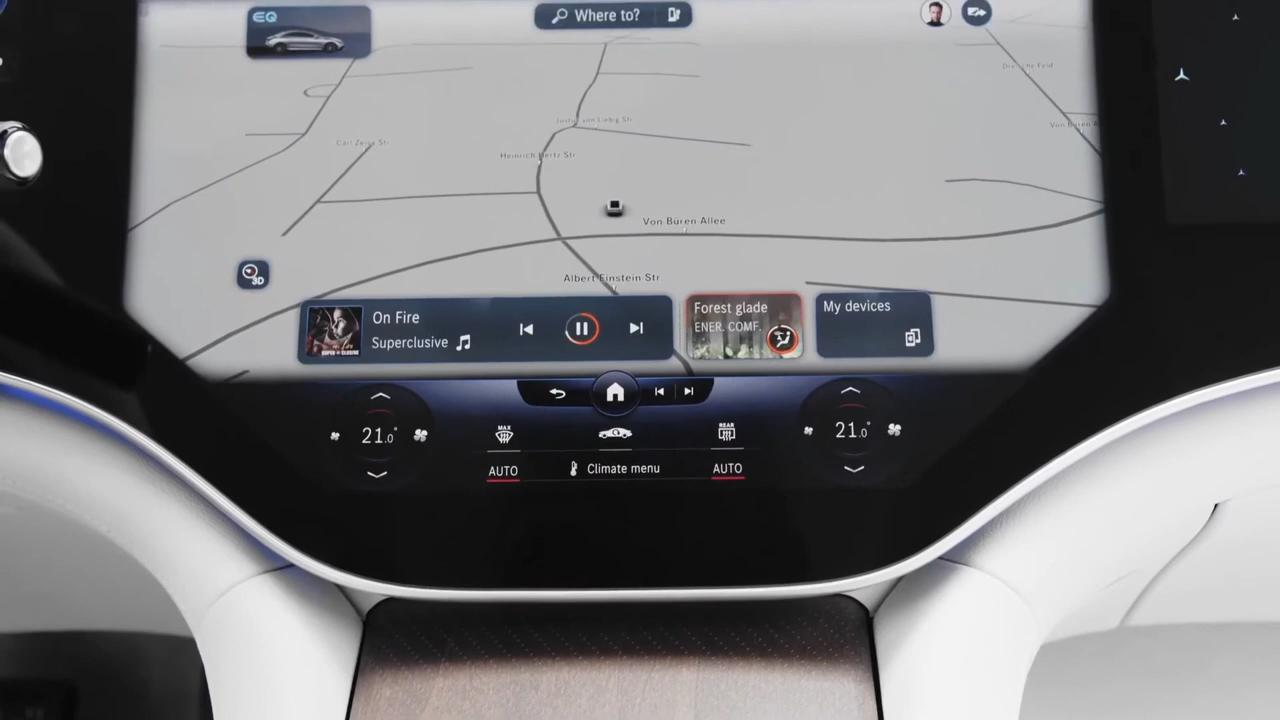 EQ
Where to?
Carl Zeiss Str.
Justus von Liebig Str.
Heinrich Hertz Str.
Von Büren Allee
Albert Einstein Str.
3D
On Fire
Superclusive
Forest glade
ENER. COMF.
My devices
21.0°
MAX
REAR
21.0°
AUTO
Climate menu
AUTO